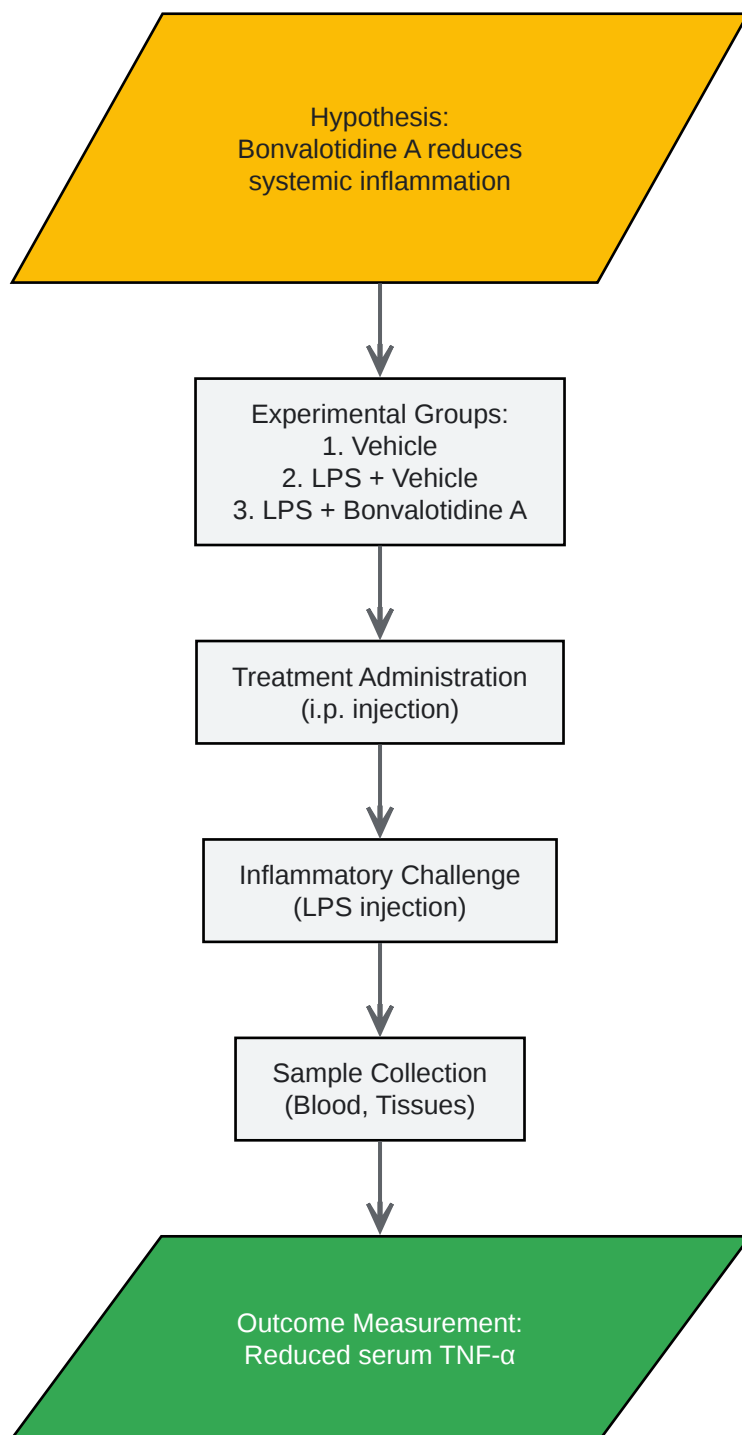 Hypothesis:
Bonvalotidine A reduces
systemic inflammation
Experimental Groups:
1. Vehicle
2. LPS + Vehicle
3. LPS + Bonvalotidine A
Treatment Administration
(i.p. injection)
Inflammatory Challenge
(LPS injection)
Sample Collection
(Blood, Tissues)
Outcome Measurement:
Reduced serum TNF-α